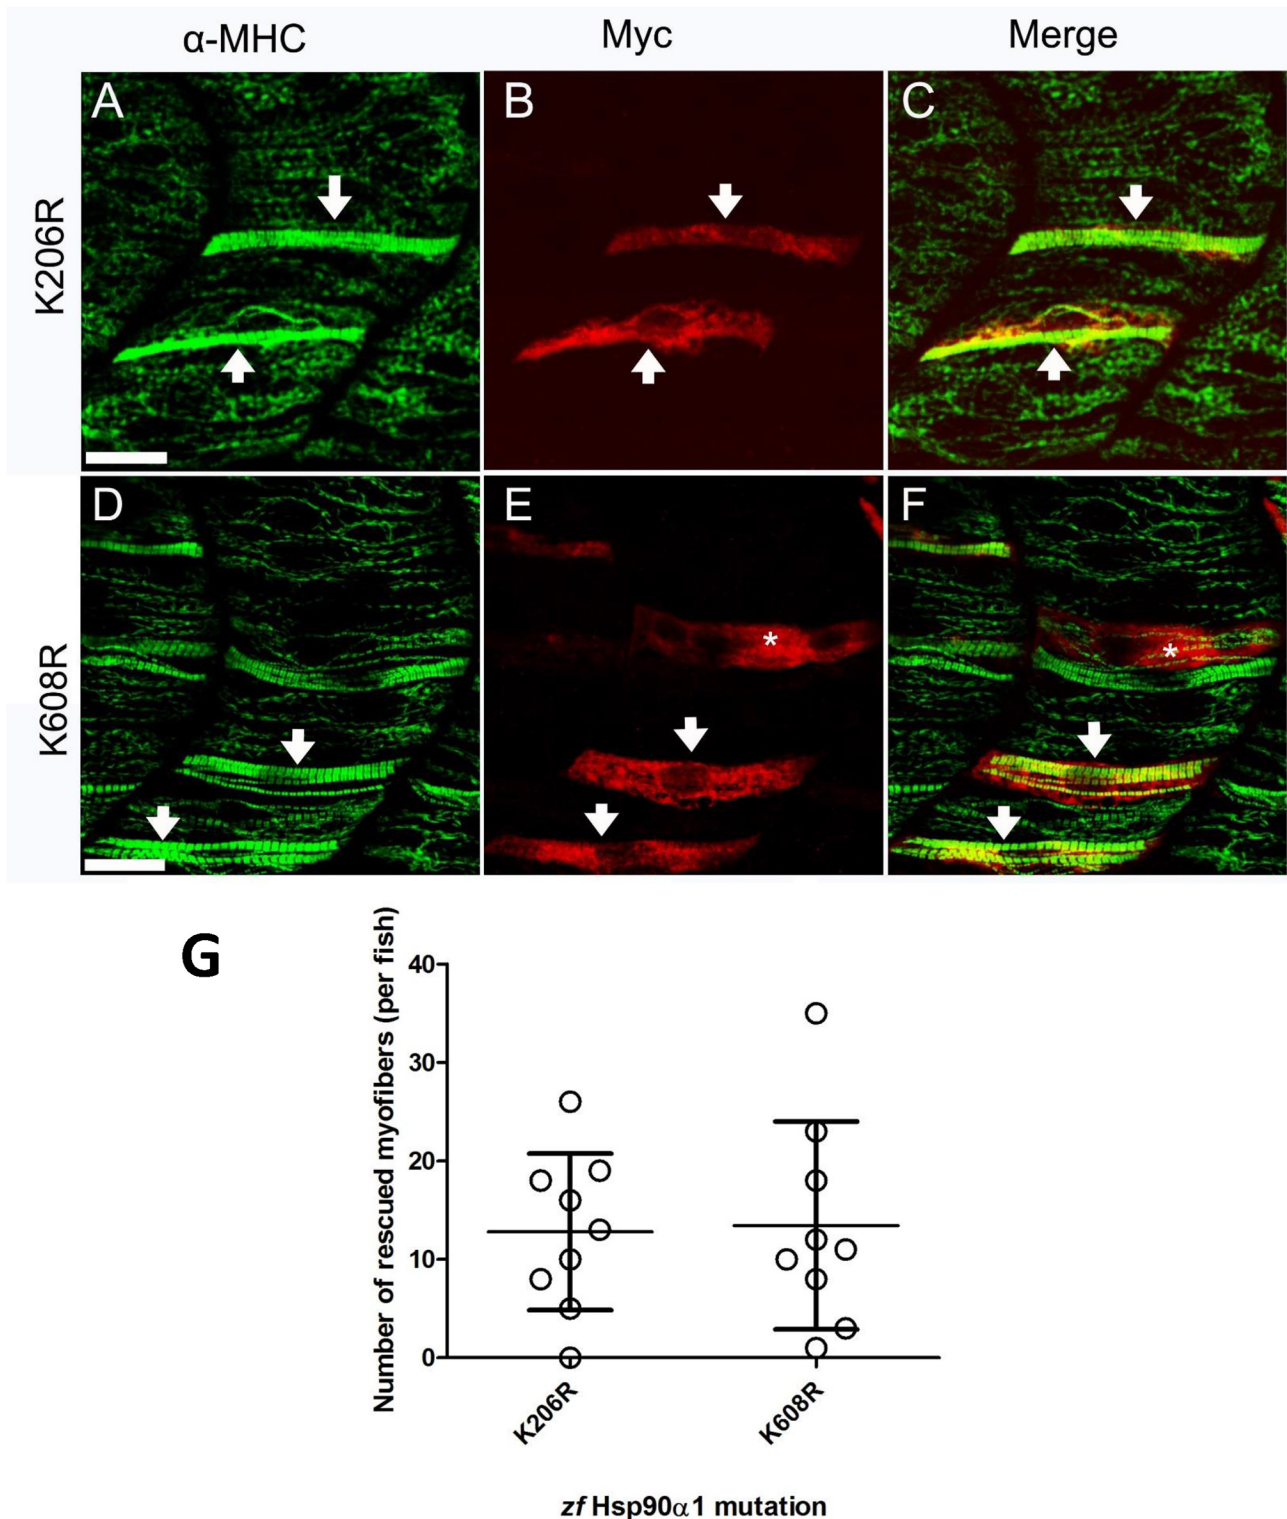 α-MHC Myc Merge
K206R
A B C
K608R
D E F
* *
G
Number of rescued myofibers (per fish)
40
30
20
10
0
K206R K608R
zf Hsp90α1 mutation